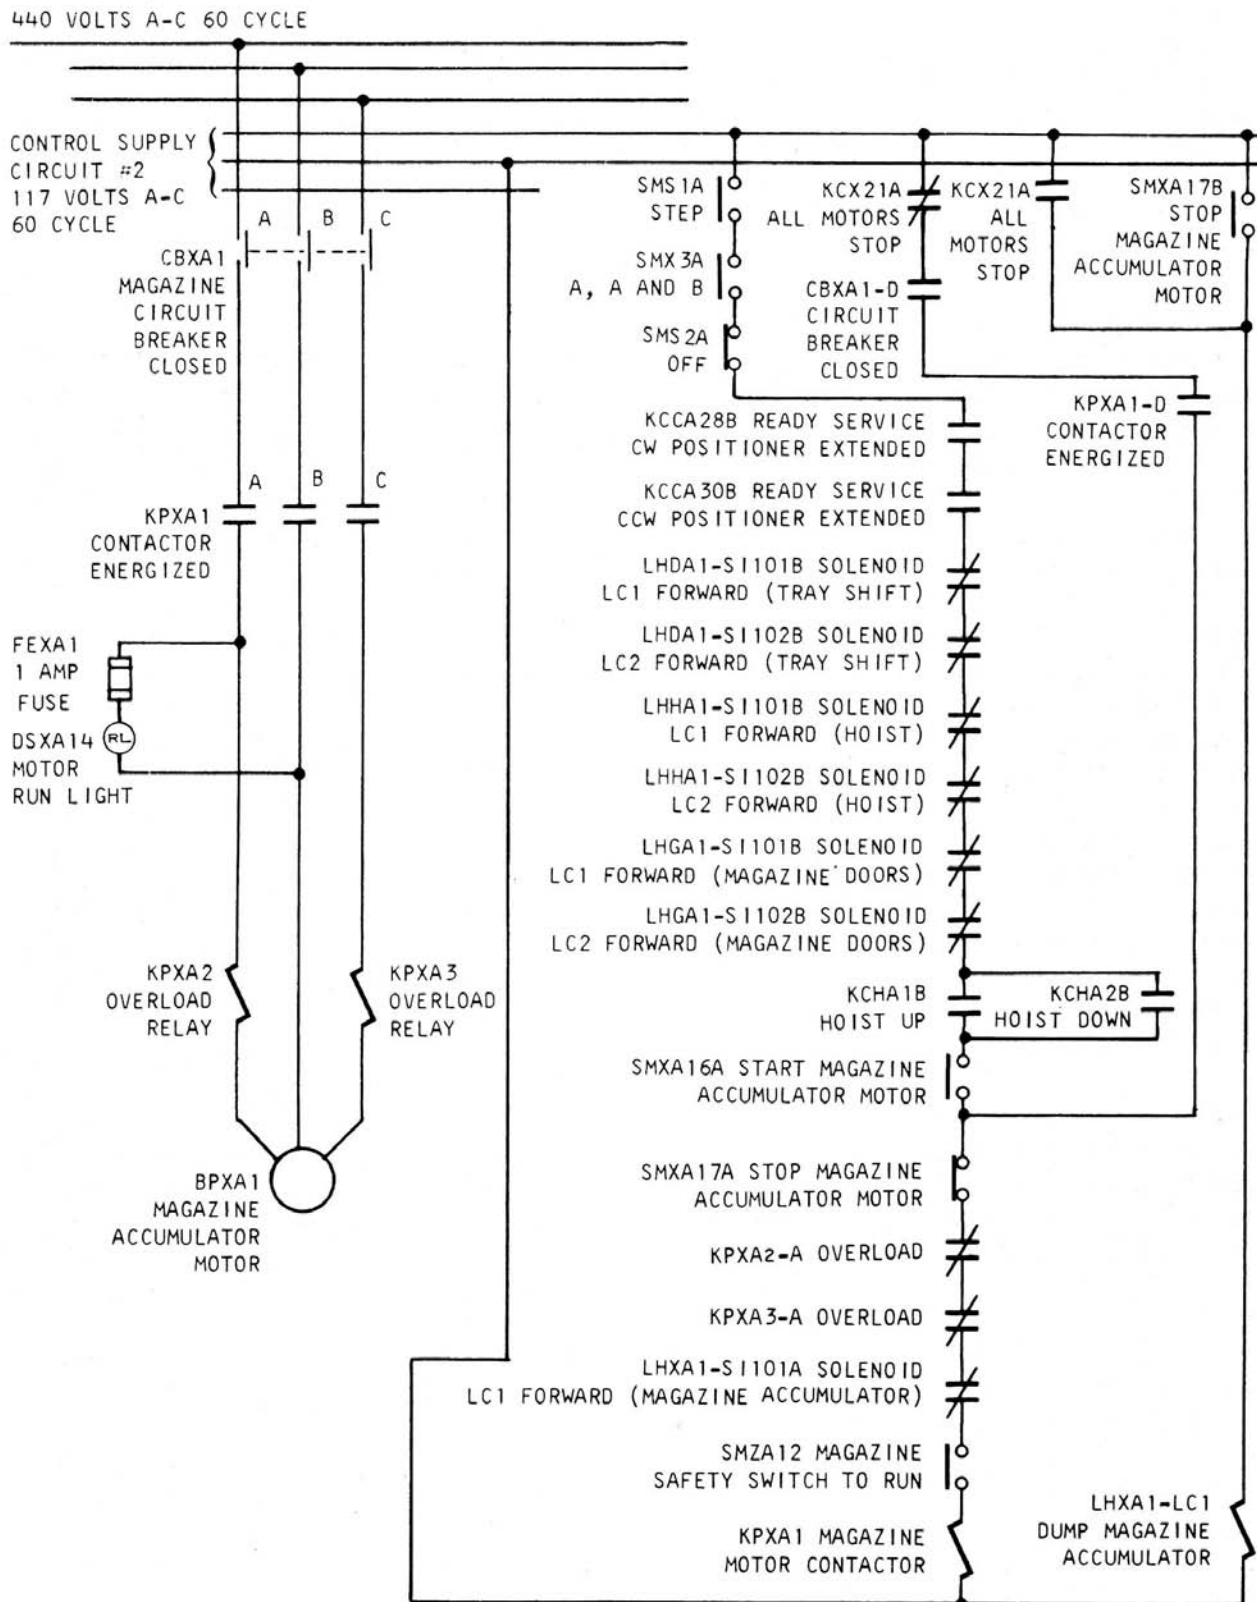 440 VOLTS A-C 60 CYCLE
CONTROL SUPPLY
CIRCUIT #2
117 VOLTS A-C
60 CYCLE
A
B
C
CBXA1
MAGAZINE
CIRCUIT
BREAKER
CLOSED
A
B
C
KPXA1
CONTACTOR
ENERGIZED
FEXA1
1 AMP
FUSE
RL
DSXA14
MOTOR
RUN LIGHT
KPXA2
OVERLOAD
RELAY
KPXA3
OVERLOAD
RELAY
BPXA1
MAGAZINE
ACCUMULATOR
MOTOR
SMS1A
STEP
SMX3A
A, A AND B
SMS2A
OFF
KCX21A
ALL MOTORS
STOP
CBXA1-D
CIRCUIT
BREAKER
CLOSED
KCX21A
ALL
MOTORS
STOP
SMXA17B
STOP
MAGAZINE
ACCUMULATOR
MOTOR
KPXA1-D
CONTACTOR
ENERGIZED
KCCA28B READY SERVICE
CW POSITIONER EXTENDED
KCCA30B READY SERVICE
CCW POSITIONER EXTENDED
LHDA1-SI101B SOLENOID
LC1 FORWARD (TRAY SHIFT)
LHDA1-SI102B SOLENOID
LC2 FORWARD (TRAY SHIFT)
LHHA1-SI101B SOLENOID
LC1 FORWARD (HOIST)
LHHA1-SI102B SOLENOID
LC2 FORWARD (HOIST)
LHGA1-SI101B SOLENOID
LC1 FORWARD (MAGAZINE DOORS)
LHGA1-SI102B SOLENOID
LC2 FORWARD (MAGAZINE DOORS)
KCHA1B
HOIST UP
KCHA2B
HOIST DOWN
SMXA16A START MAGAZINE
ACCUMULATOR MOTOR
SMXA17A STOP MAGAZINE
ACCUMULATOR MOTOR
KPXA2-A OVERLOAD
KPXA3-A OVERLOAD
LHXA1-SI101A SOLENOID
LC1 FORWARD (MAGAZINE ACCUMULATOR)
SMZA12 MAGAZINE
SAFETY SWITCH TO RUN
KPXA1 MAGAZINE
MOTOR CONTACTOR
LHXA1-LC1
DUMP MAGAZINE
ACCUMULATOR